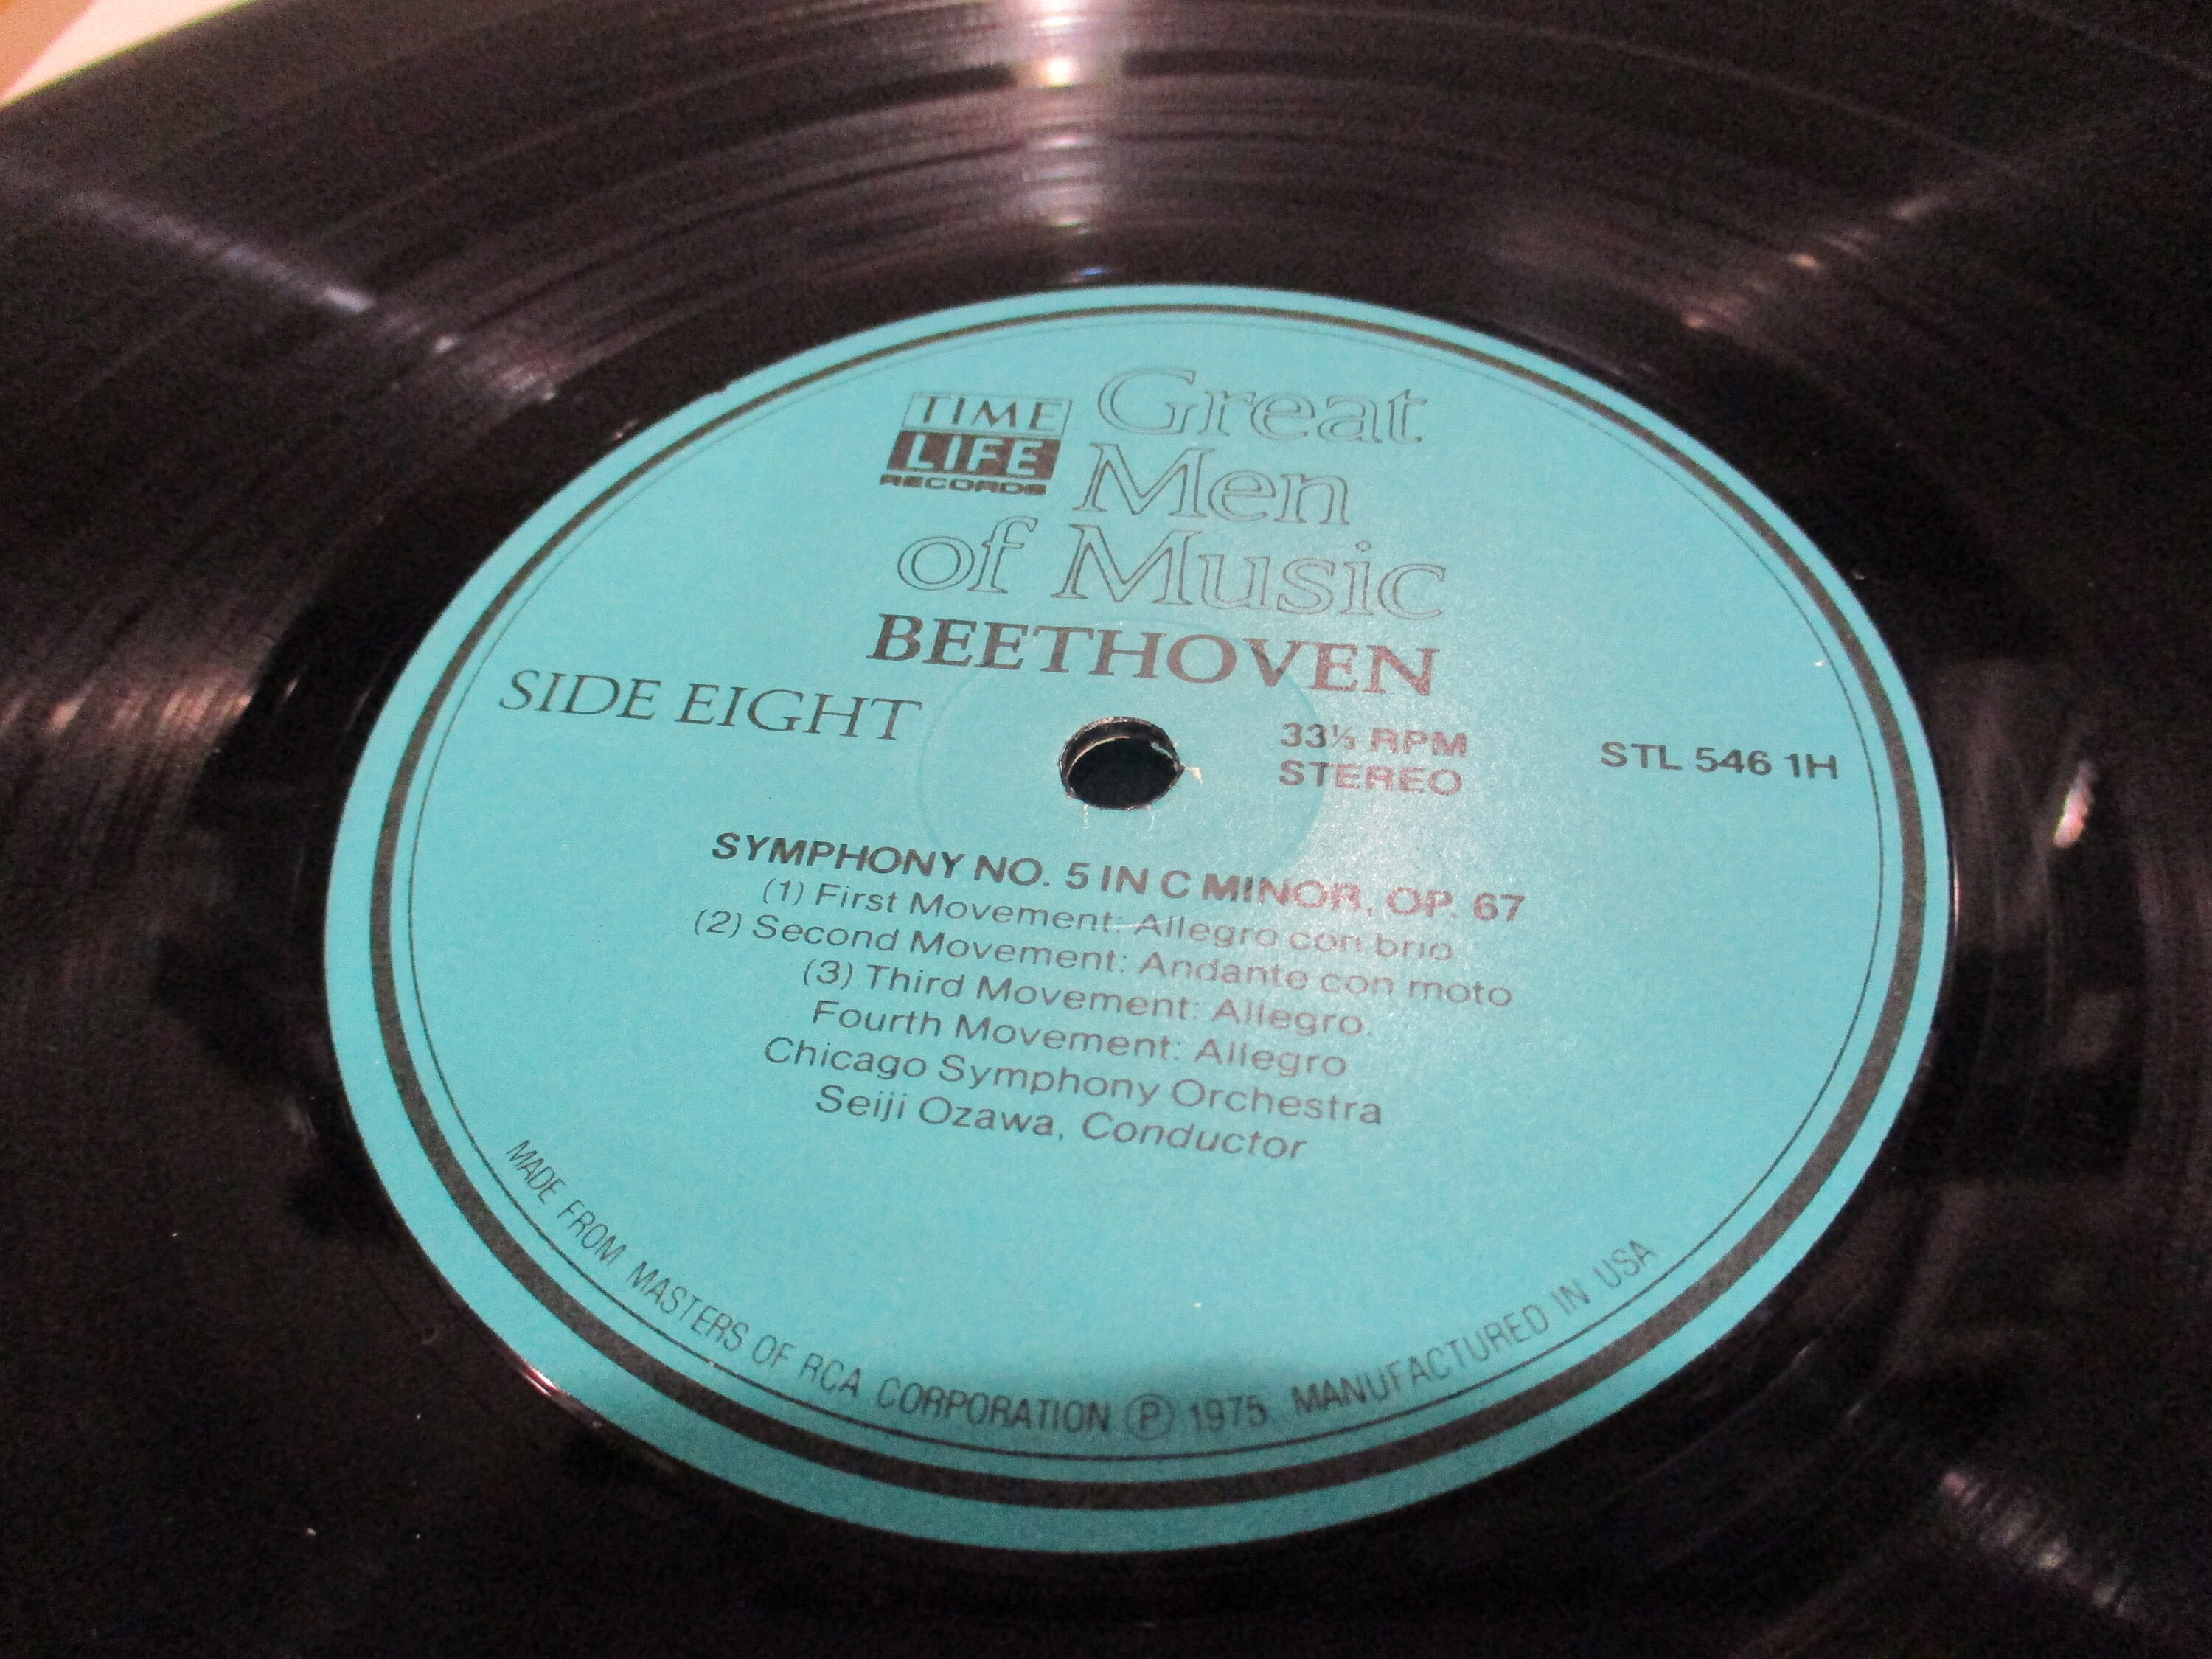 TIME
LIFE
RECORDS
Great
Men
of Music
BEETHOVEN
SIDE EIGHT
33⅓ RPM
STEREO
STL 546 1H
SYMPHONY NO. 5 IN C MINOR, OP. 67
(1) First Movement: Allegro con brio
(2) Second Movement: Andante con moto
(3) Third Movement: Allegro.
Fourth Movement: Allegro
Chicago Symphony Orchestra
Seiji Ozawa, Conductor
MADE FROM MASTERS OF RCA CORPORATION Ⓟ 1975 MANUFACTURED IN USA